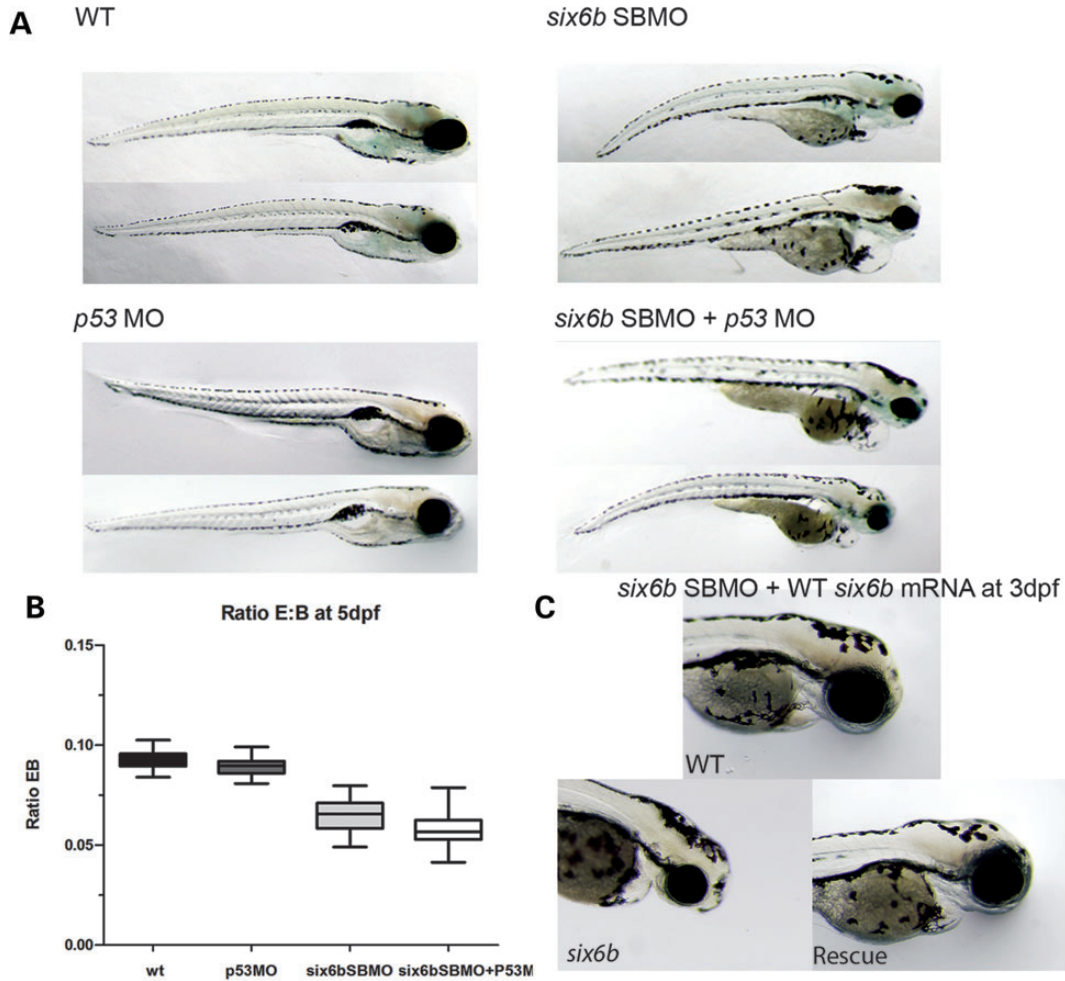 A
WT
six6b SBMO
p53 MO
six6b SBMO + p53 MO
B
Ratio E:B at 5dpf
Ratio EB
0.15
0.10
0.05
0.00
wt
p53MO
six6bSBMO
six6bSBMO+P53M
C
six6b SBMO + WT six6b mRNA at 3dpf
WT
six6b
Rescue